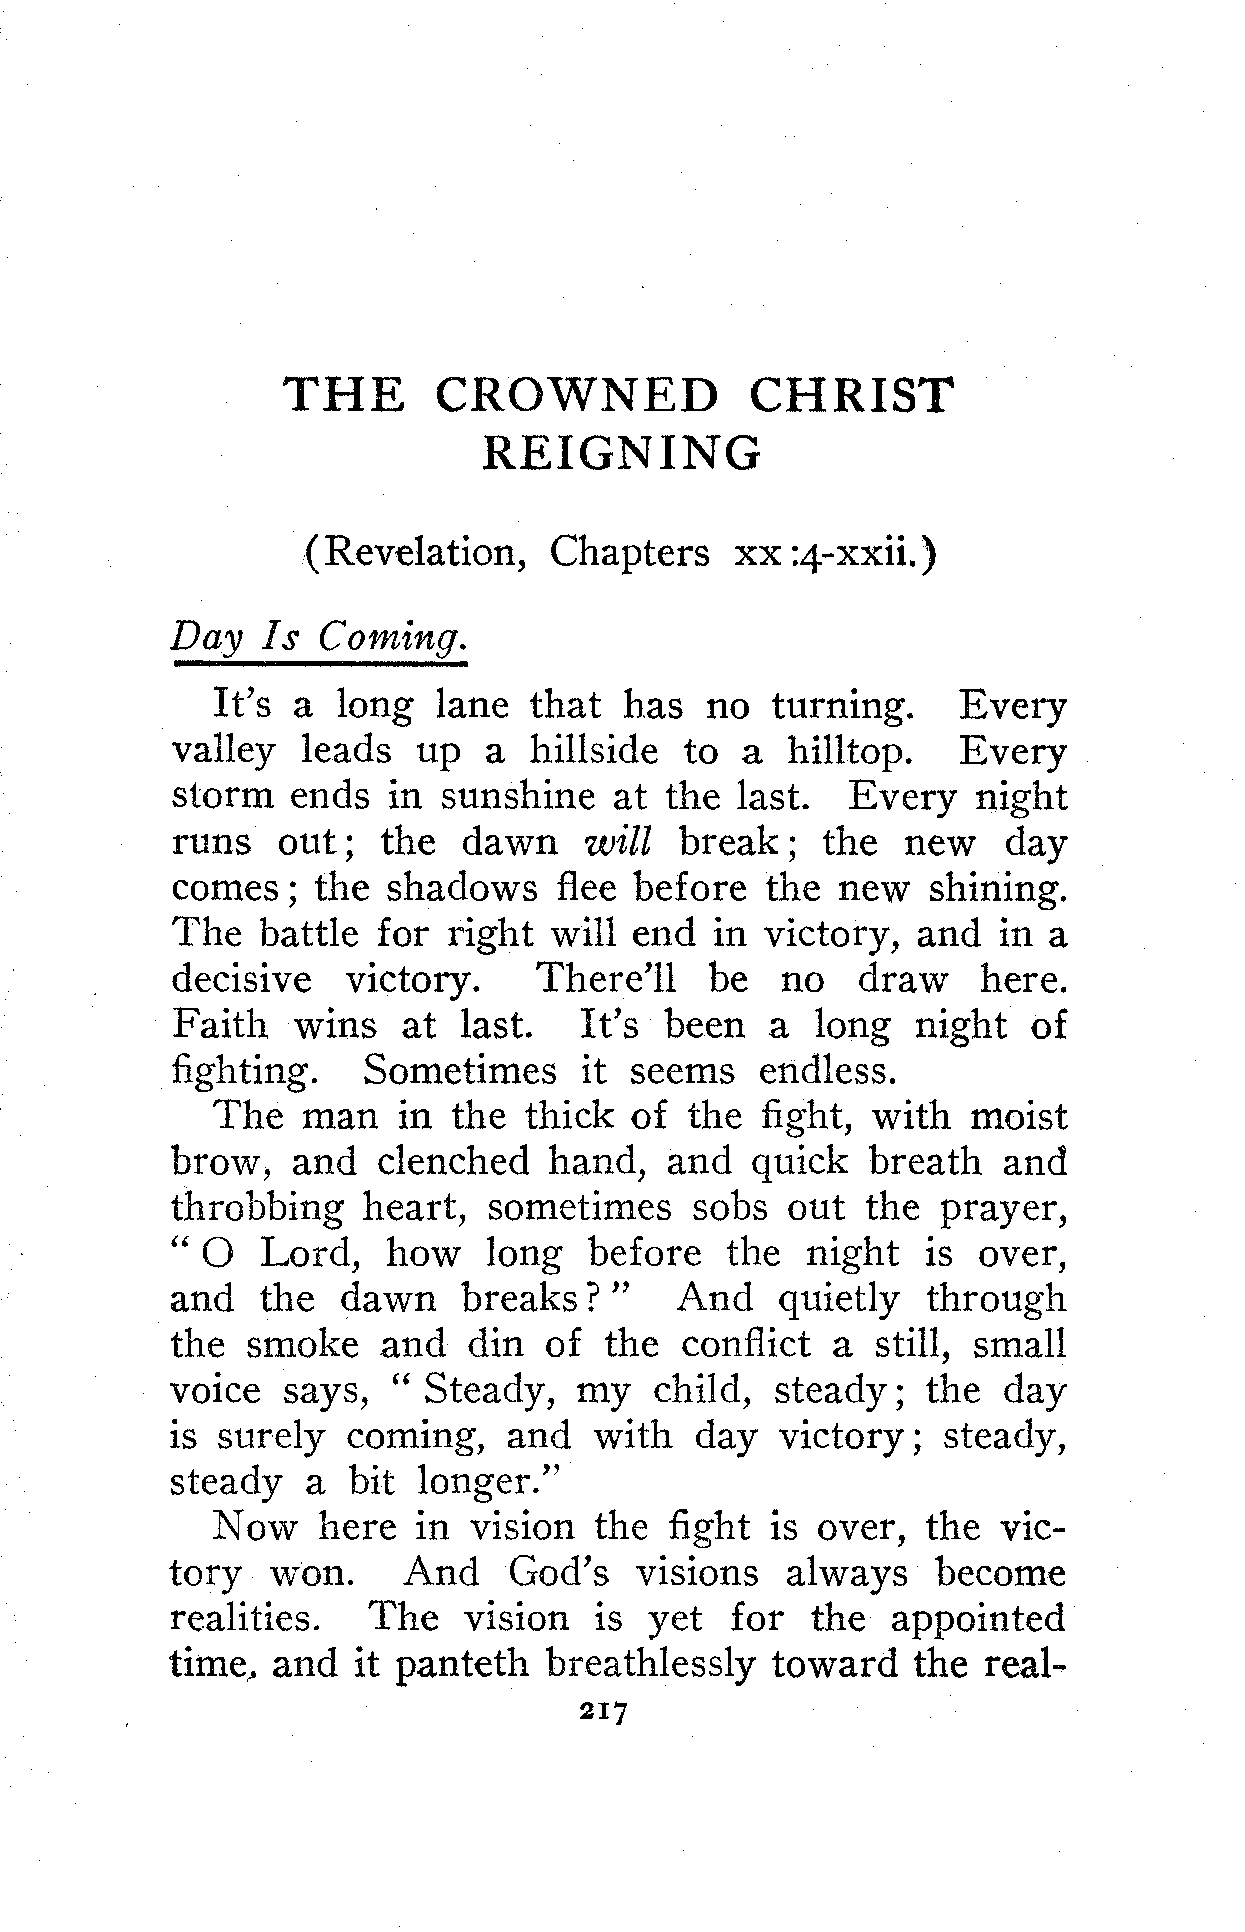 THE CROWNED CHRIST
REIGNING
(Revelation, Chapters xx:4-xxii.)
Day Is Coming.
It's a long lane that has no turning. Every
valley leads up a hillside to a hilltop. Every
storm ends in sunshine at the last. Every night
runs out; the dawn will break; the new day
comes; the shadows flee before the new shining.
The battle for right will end in victory, and in a
decisive victory. There'll be no draw here.
Faith wins at last. It's been a long night of
fighting. Sometimes it seems endless.
The man in the thick of the fight, with moist
brow, and clenched hand, and quick breath and
throbbing heart, sometimes sobs out the prayer,
“ O Lord, how long before the night is over,
and the dawn breaks? ” And quietly through
the smoke and din of the conflict a still, small
voice says, “ Steady, my child, steady; the day
is surely coming, and with day victory; steady,
steady a bit longer.”
Now here in vision the fight is over, the vic-
tory won. And God's visions always become
realities. The vision is yet for the appointed
time, and it panteth breathlessly toward the real-
217